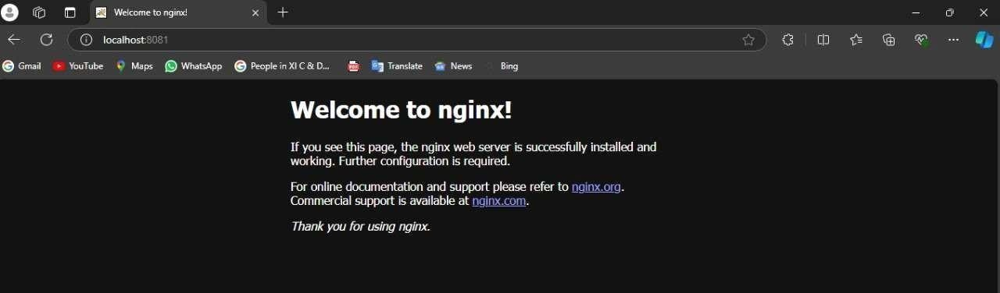 Welcome to nginx!
localhost:8081
Gmail YouTube Maps WhatsApp People in XI C & D... PDF Translate News Bing
Welcome to nginx!
If you see this page, the nginx web server is successfully installed and
working. Further configuration is required.
For online documentation and support please refer to nginx.org.
Commercial support is available at nginx.com.
Thank you for using nginx.